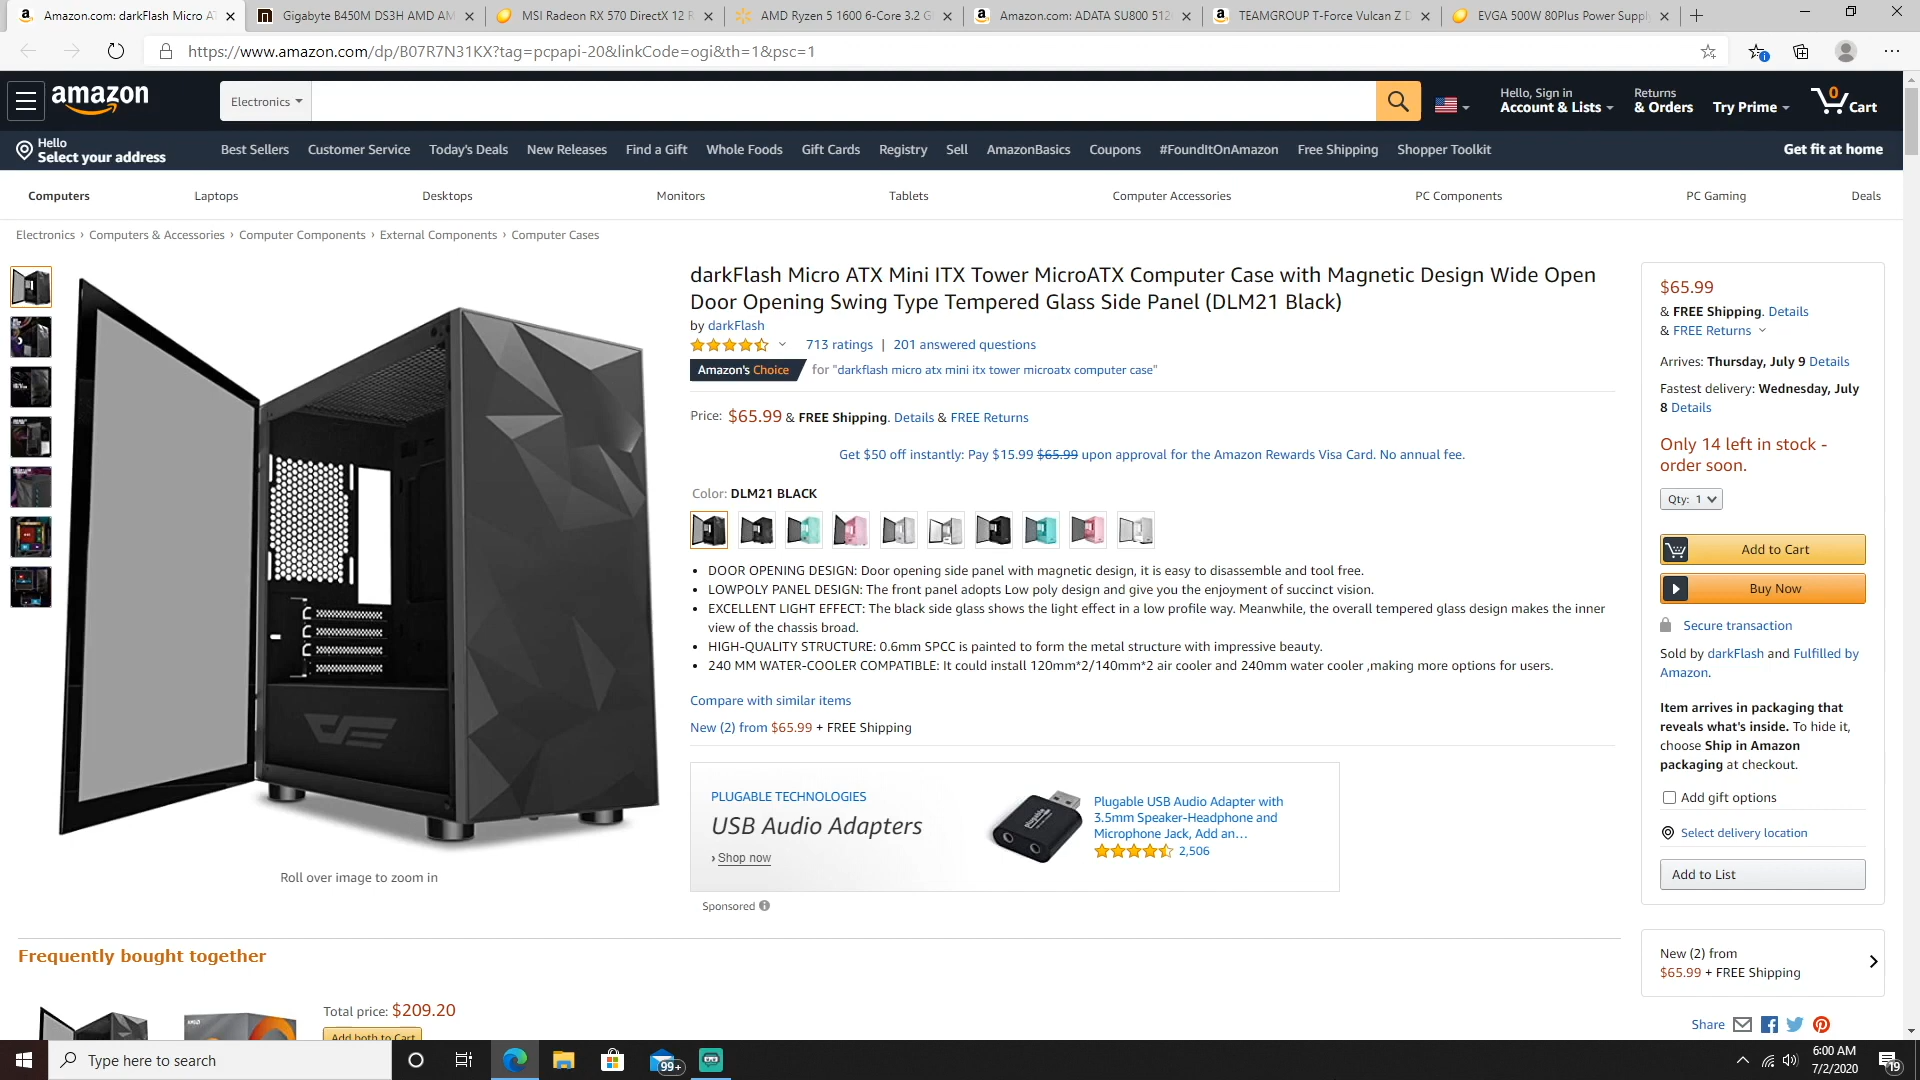 Amazon.com: darkFlash Micro AT
Gigabyte B450M DS3H AMD AM
MSI Radeon RX 570 DirectX 12 R
AMD Ryzen 5 1600 6-Core 3.2 G
Amazon.com: ADATA SU800 512
TEAMGROUP T-Force Vulcan Z D
EVGA 500W 80Plus Power Suppl
https://www.amazon.com/dp/B07R7N31KX?tag=pcpapi-20&linkCode=ogi&th=1&psc=1
amazon
Electronics
Hello, Sign in
Account & Lists
Returns
& Orders
Try Prime
0
Cart
Hello
Select your address
Best Sellers Customer Service Today's Deals New Releases Find a Gift Whole Foods Gift Cards Registry Sell AmazonBasics Coupons #FoundItOnAmazon Free Shipping Shopper Toolkit
Get fit at home
Computers Laptops Desktops Monitors Tablets Computer Accessories PC Components PC Gaming Deals
Electronics › Computers & Accessories › Computer Components › External Components › Computer Cases
Roll over image to zoom in
darkFlash Micro ATX Mini ITX Tower MicroATX Computer Case with Magnetic Design Wide Open
Door Opening Swing Type Tempered Glass Side Panel (DLM21 Black)
by darkFlash
713 ratings | 201 answered questions
Amazon's Choice for "darkflash micro atx mini itx tower microatx computer case"
Price: $65.99 & FREE Shipping. Details & FREE Returns
Get $50 off instantly: Pay $15.99 $65.99 upon approval for the Amazon Rewards Visa Card. No annual fee.
Color: DLM21 BLACK
• DOOR OPENING DESIGN: Door opening side panel with magnetic design, it is easy to disassemble and tool free.
• LOWPOLY PANEL DESIGN: The front panel adopts Low poly design and give you the enjoyment of succinct vision.
• EXCELLENT LIGHT EFFECT: The black side glass shows the light effect in a low profile way. Meanwhile, the overall tempered glass design makes the inner
view of the chassis broad.
• HIGH-QUALITY STRUCTURE: 0.6mm SPCC is painted to form the metal structure with impressive beauty.
• 240 MM WATER-COOLER COMPATIBLE: It could install 120mm*2/140mm*2 air cooler and 240mm water cooler ,making more options for users.
Compare with similar items
New (2) from $65.99 + FREE Shipping
PLUGABLE TECHNOLOGIES
USB Audio Adapters
› Shop now
plugable
Plugable USB Audio Adapter with
3.5mm Speaker-Headphone and
Microphone Jack, Add an…
2,506
Sponsored
$65.99
& FREE Shipping. Details
& FREE Returns
Arrives: Thursday, July 9 Details
Fastest delivery: Wednesday, July
8 Details
Only 14 left in stock -
order soon.
Qty: 1
Add to Cart
Buy Now
Secure transaction
Sold by darkFlash and Fulfilled by
Amazon.
Item arrives in packaging that
reveals what's inside. To hide it,
choose Ship in Amazon
packaging at checkout.
Add gift options
Select delivery location
Add to List
New (2) from
$65.99 + FREE Shipping
Share
Frequently bought together
AMD
Total price: $209.20
Add both to Cart
Type here to search
99+
6:00 AM
7/2/2020
19